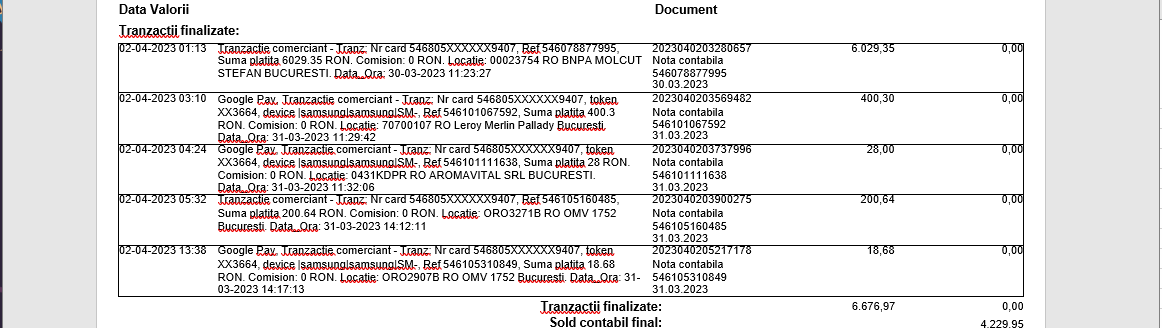 Data Valorii Document
Tranzactii finalizate:
02-04-2023 01:13 Tranzactie comerciant - Tranz: Nr card 546805XXXXXX9407, Ref.546078877995, 2023040203280657 6.029,35 0,00
Suma platita 6029.35 RON. Comision: 0 RON. Locatie: 00023754 RO BNPA MOLCUT Nota contabila
STEFAN BUCURESTI. Data_Ora: 30-03-2023 11:23:27 546078877995
30.03.2023
02-04-2023 03:10 Google Pay, Tranzactie comerciant - Tranz: Nr card 546805XXXXXX9407, token 2023040203569482 400,30 0,00
XX3664, device |samsung|samsung|SM-, Ref.546101067592, Suma platita 400.3 Nota contabila
RON. Comision: 0 RON. Locatie: 70700107 RO Leroy Merlin Pallady Bucuresti. 546101067592
Data_Ora: 31-03-2023 11:29:42 31.03.2023
02-04-2023 04:24 Google Pay, Tranzactie comerciant - Tranz: Nr card 546805XXXXXX9407, token 2023040203737996 28,00 0,00
XX3664, device |samsung|samsung|SM-, Ref.546101111638, Suma platita 28 RON. Nota contabila
Comision: 0 RON. Locatie: 0431KDPR RO AROMAVITAL SRL BUCURESTI. 546101111638
Data_Ora: 31-03-2023 11:32:06 31.03.2023
02-04-2023 05:32 Tranzactie comerciant - Tranz: Nr card 546805XXXXXX9407, Ref.546105160485, 2023040203900275 200,64 0,00
Suma platita 200.64 RON. Comision: 0 RON. Locatie: ORO3271B RO OMV 1752 Nota contabila
Bucuresti. Data_Ora: 31-03-2023 14:12:11 546105160485
31.03.2023
02-04-2023 13:38 Google Pay, Tranzactie comerciant - Tranz: Nr card 546805XXXXXX9407, token 2023040205217178 18,68 0,00
XX3664, device |samsung|samsung|SM-, Ref.546105310849, Suma platita 18.68 Nota contabila
RON. Comision: 0 RON. Locatie: ORO2907B RO OMV 1752 Bucuresti. Data_Ora: 31- 546105310849
03-2023 14:17:13 31.03.2023
Tranzactii finalizate: 6.676,97 0,00
Sold contabil final: 4.229,95